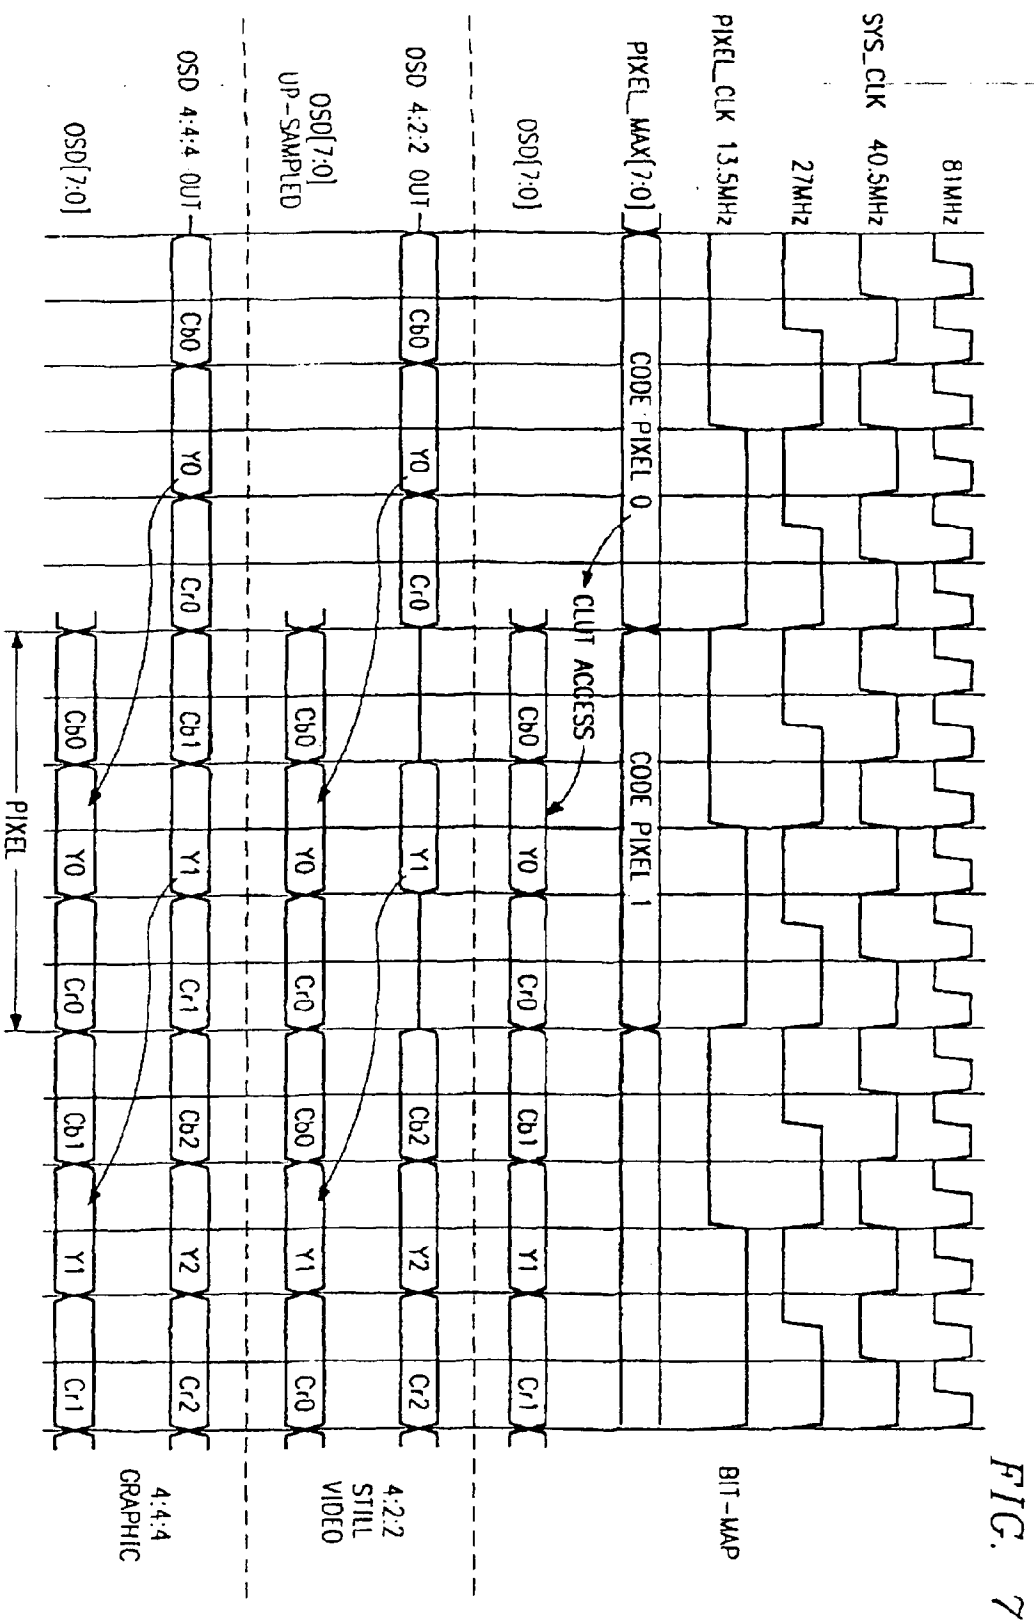 FIG. 7
81MHz
SYS_CLK 40.5MHz
27MHz
PIXEL_CLK 13.5MHz
PIXEL_MAX[7:0] CODE PIXEL 0 CODE PIXEL 1
CLUT ACCESS
OSD[7:0] Cb0 Y0 Cr0 Cb1 Y1 Cr1
BIT-MAP
OSD 4:2:2 OUT Cb0 Y0 Cr0 Y1 Cb2 Y2 Cr2
OSD[7:0]
UP-SAMPLED
Cb0 Y0 Cr0 Cb0 Y1 Cr0
4:2:2
STILL
VIDEO
OSD 4:4:4 OUT Cb0 Y0 Cr0 Cb1 Y1 Cr1 Cb2 Y2 Cr2
OSD[7:0] Cb0 Y0 Cr0 Cb1 Y1 Cr1
4:4:4
GRAPHIC
PIXEL